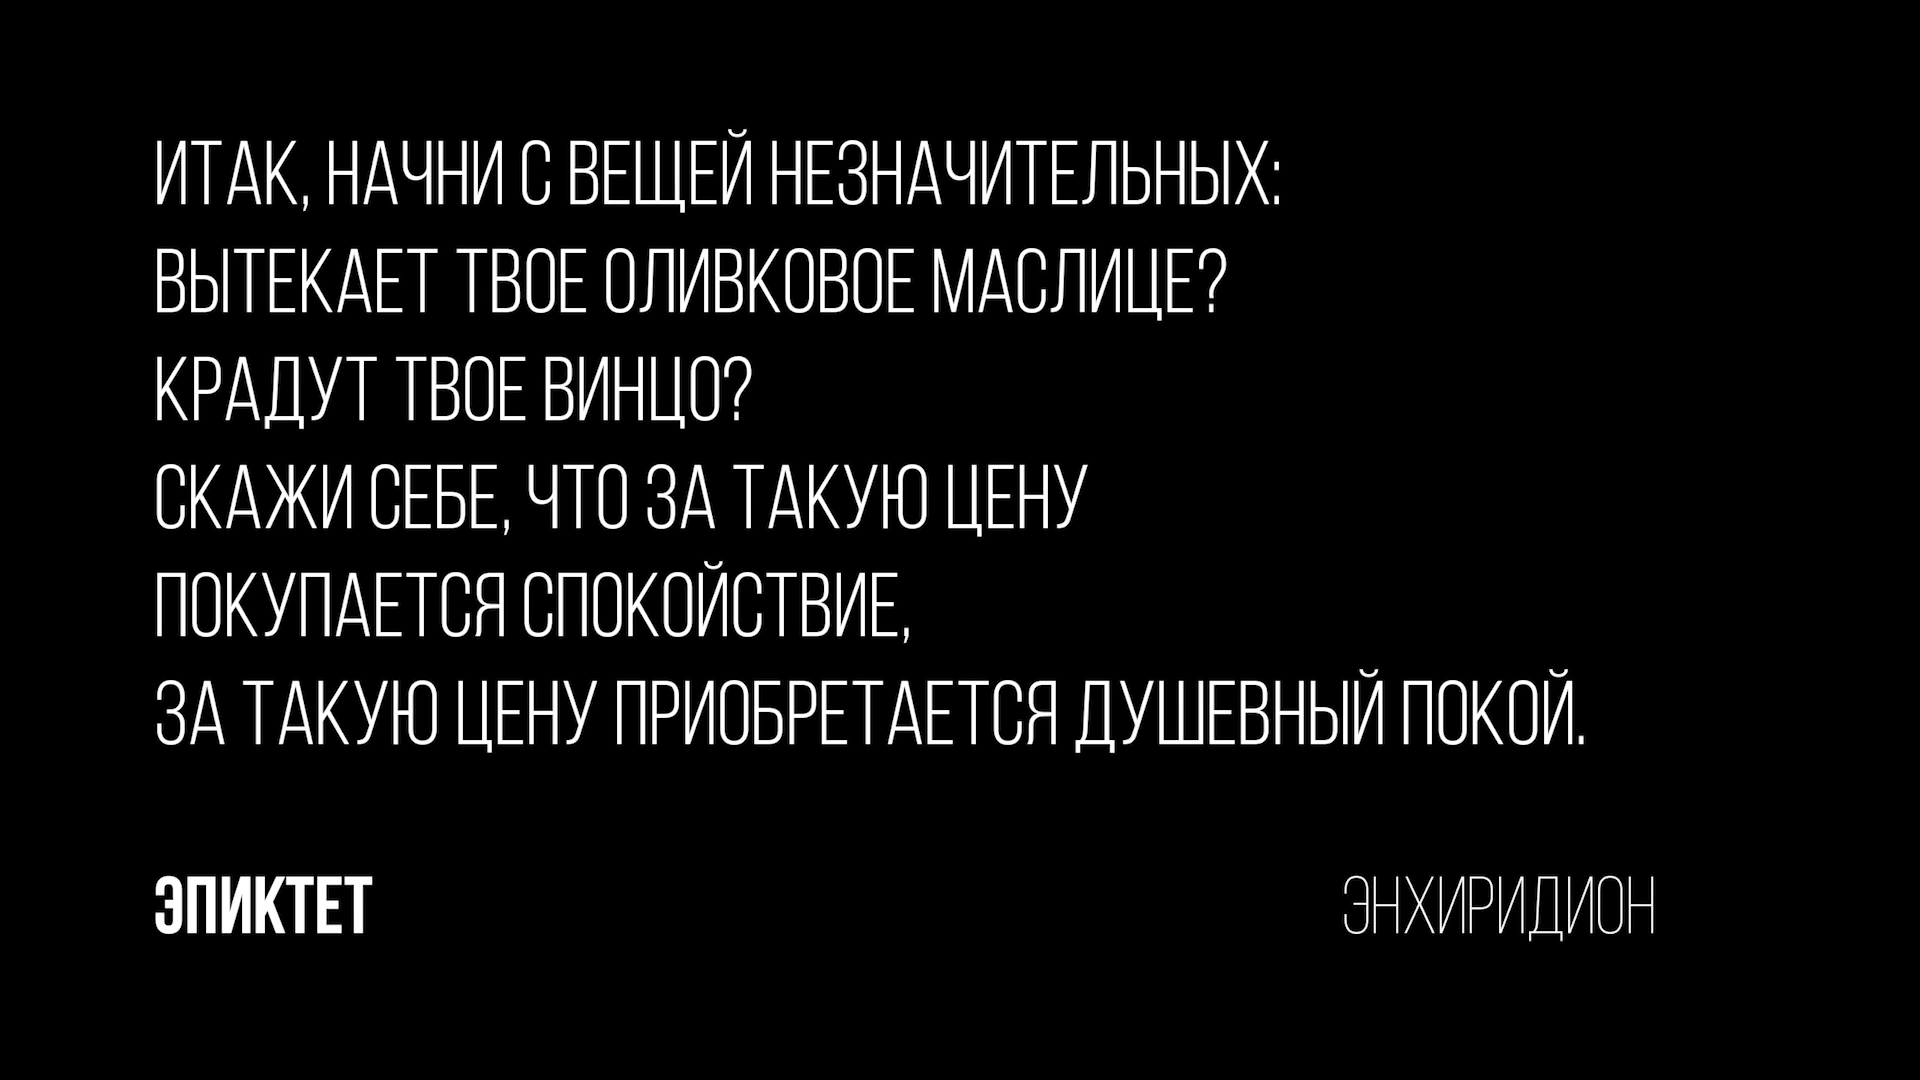 ИТАК, НАЧНИ С ВЕЩЕЙ НЕЗНАЧИТЕЛЬНЫХ:
ВЫТЕКАЕТ ТВОЕ ОЛИВКОВОЕ МАСЛИЦЕ?
КРАДУТ ТВОЕ ВИНЦО?
СКАЖИ СЕБЕ, ЧТО ЗА ТАКУЮ ЦЕНУ
ПОКУПАЕТСЯ СПОКОЙСТВИЕ,
ЗА ТАКУЮ ЦЕНУ ПРИОБРЕТАЕТСЯ ДУШЕВНЫЙ ПОКОЙ.
ЭПИКТЕТ
ЭНХИРИДИОН